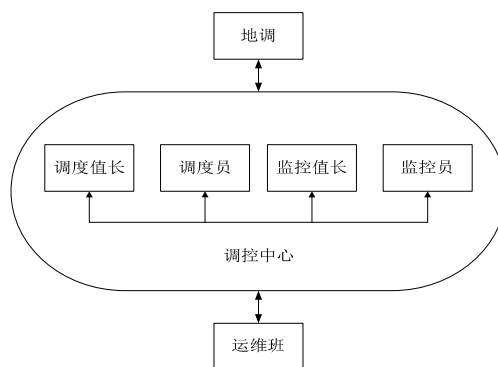 地调
调度值长
调度员
监控值长
监控员
调控中心
运维班